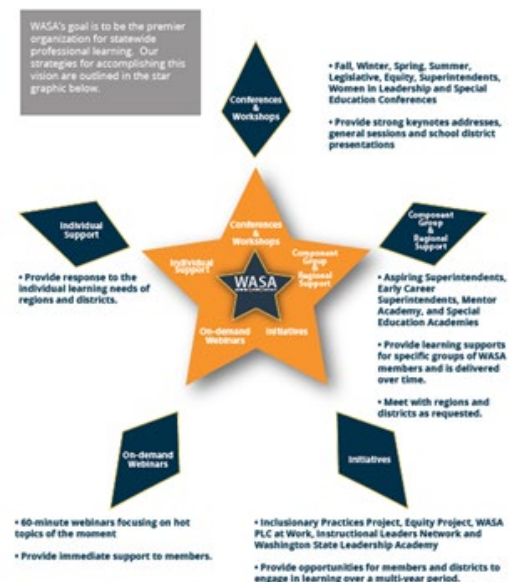 WASA's goal is to be the premier
organization for statewide
professional learning. Our
strategies for accomplishing this
vision are outlined in the star
graphic below.
Conferences
&
Workshops
• Fall, Winter, Spring, Summer,
Legislative, Equity, Superintendents,
Women in Leadership and Special
Education Conferences
• Provide strong keynotes addresses,
general sessions and school district
presentations
Individual
Support
• Provide response to the
individual learning needs of
regions and districts.
Conferences
&
Workshops
Individual
Support
Component
Group
&
Regional
Support
WASA
On-demand
Webinars
Initiatives
Component
Group
&
Regional
Support
• Aspiring Superintendents,
Early Career
Superintendents, Mentor
Academy, and Special
Education Academies
• Provide learning supports
for specific groups of WASA
members and is delivered
over time.
• Meet with regions and
districts as requested.
On-demand
Webinars
• 60-minute webinars focusing on hot
topics of the moment
• Provide immediate support to members.
Initiatives
• Inclusionary Practices Project, Equity Project, WASA
PLC at Work, Instructional Leaders Network and
Washington State Leadership Academy
• Provide opportunities for members and districts to
engage in learning over a multi-year period.